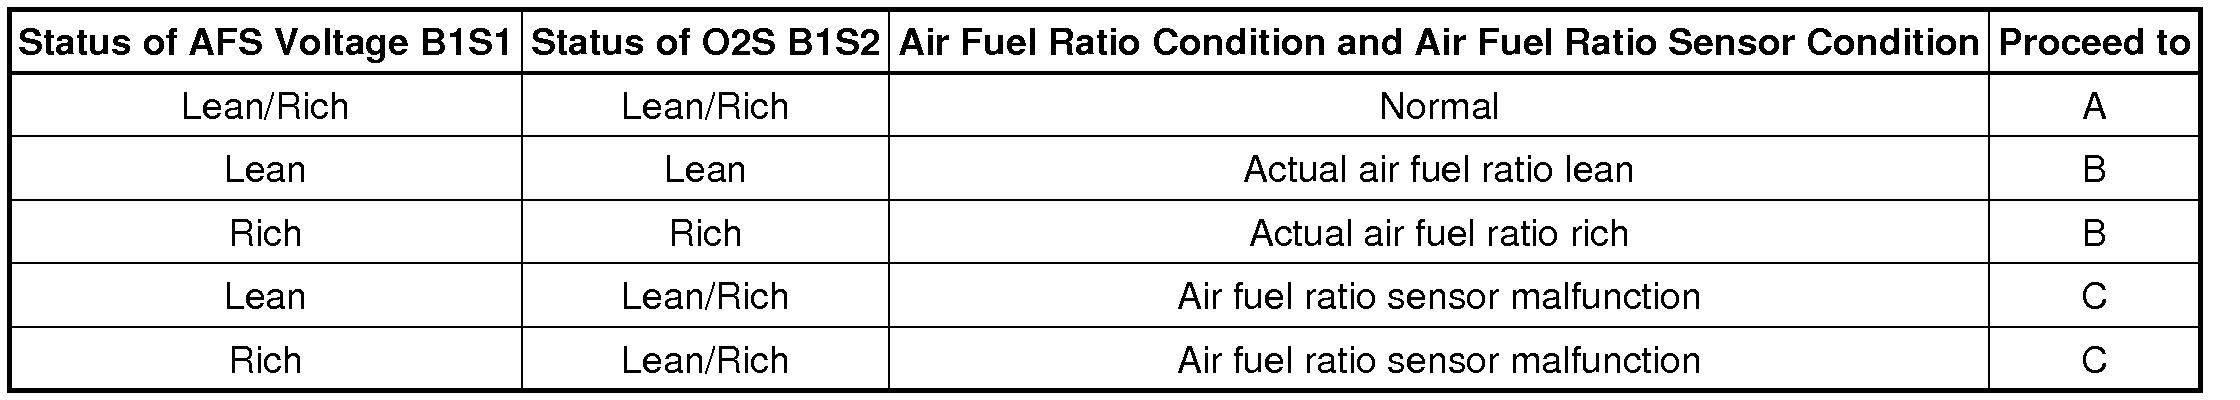 Status of AFS Voltage B1S1 Status of O2S B1S2 Air Fuel Ratio Condition and Air Fuel Ratio Sensor Condition Proceed to
Lean/Rich Lean/Rich Normal A
Lean Lean Actual air fuel ratio lean B
Rich Rich Actual air fuel ratio rich B
Lean Lean/Rich Air fuel ratio sensor malfunction C
Rich Lean/Rich Air fuel ratio sensor malfunction C